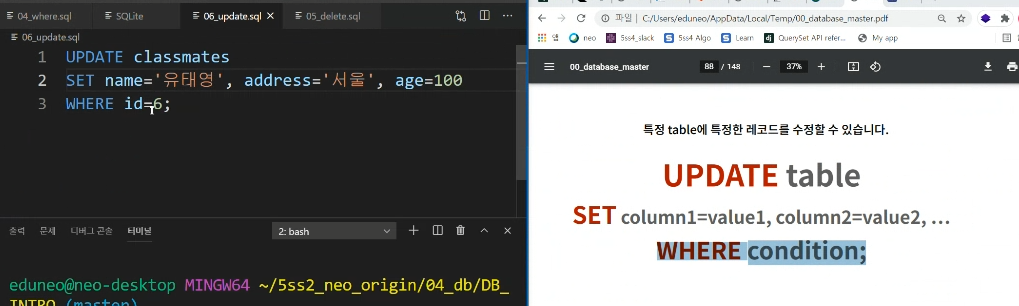 04_where.sql SQLite 06_update.sql 05_delete.sql
06_update.sql
1 UPDATE classmates
2 SET name='유태영', address='서울', age=100
3 WHERE id=6;
출력 문제 디버그 콘솔 터미널 2: bash
eduneo@neo-desktop MINGW64 ~/5ss2_neo_origin/04_db/DB_
INTRO (master)
파일 | C:/Users/eduneo/AppData/Local/Temp/00_database_master.pdf
앱 neo 5ss4_slack 5ss4 Algo Learn QuerySet API refer... My app
00_database_master 88 / 148 37%
특정 table에 특정한 레코드를 수정할 수 있습니다.
UPDATE table
SET column1=value1, column2=value2, ...
WHERE condition;